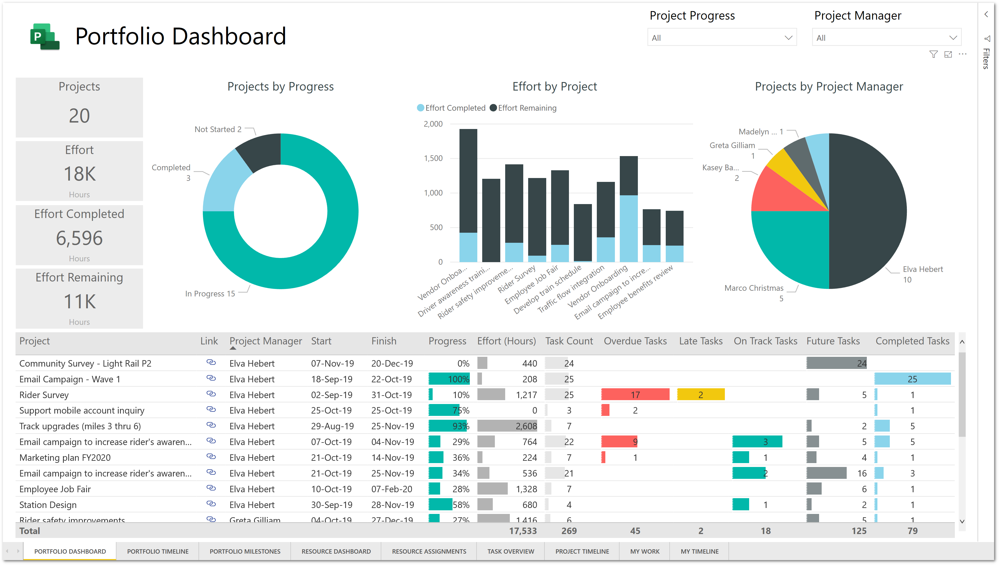 Project Progress
Project Manager
P
Portfolio Dashboard
All
All
Filters
Projects
20
Effort
18K
Hours
Effort Completed
6,596
Hours
Effort Remaining
11K
Hours
Projects by Progress
Not Started 2
Completed
3
In Progress 15
Effort by Project
Effort Completed Effort Remaining
2,000
1,500
1,000
500
0
Vendor Onboa...
Driver awareness traini...
Rider safety improveme...
Rider Survey
Employee Job Fair
Develop train schedule
Traffic flow integration
Vendor Onboarding
Email campaign to incre...
Employee benefits review
Projects by Project Manager
Madelyn ... 1
Greta Gilliam
1
Kasey Ba...
2
Elva Hebert
10
Marco Christmas
5
Project Link Project Manager Start Finish Progress Effort (Hours) Task Count Overdue Tasks Late Tasks On Track Tasks Future Tasks Completed Tasks
Community Survey - Light Rail P2 Elva Hebert 07-Nov-19 20-Dec-19 0% 440 24 24
Email Campaign - Wave 1 Elva Hebert 18-Sep-19 22-Oct-19 100% 208 25 25
Rider Survey Elva Hebert 02-Sep-19 31-Oct-19 10% 1,217 25 17 2 5 1
Support mobile account inquiry Elva Hebert 25-Oct-19 25-Oct-19 75% 0 3 2 1
Track upgrades (miles 3 thru 6) Elva Hebert 29-Aug-19 25-Nov-19 93% 2,608 7 2 5
Email campaign to increase rider's awaren... Elva Hebert 07-Oct-19 04-Nov-19 29% 764 22 9 3 5 5
Marketing plan FY2020 Elva Hebert 21-Oct-19 14-Nov-19 36% 224 7 1 1 4 1
Email campaign to increase rider's awaren... Elva Hebert 21-Oct-19 25-Nov-19 34% 536 21 2 16 3
Employee Job Fair Elva Hebert 10-Oct-19 07-Feb-20 28% 1,328 7 6 1
Station Design Elva Hebert 30-Sep-19 28-Nov-19 58% 680 4 1 2 1
Rider safety improvements Greta Gilliam 04-Oct-19 27-Dec-19 27% 1,416 6 5 1
Total 17,533 269 45 2 18 125 79
PORTFOLIO DASHBOARD PORTFOLIO TIMELINE PORTFOLIO MILESTONES RESOURCE DASHBOARD RESOURCE ASSIGNMENTS TASK OVERVIEW PROJECT TIMELINE MY WORK MY TIMELINE